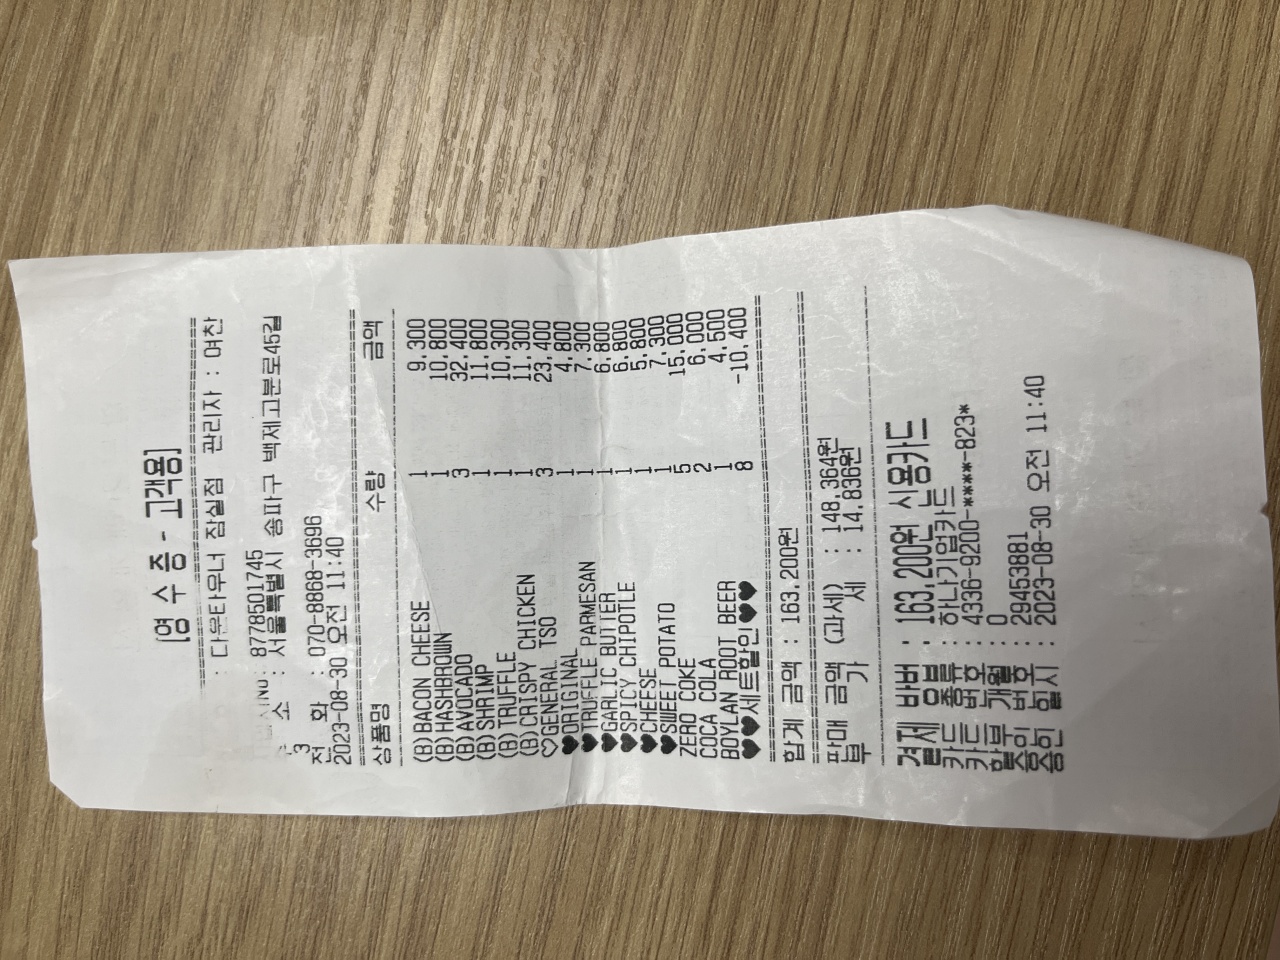 [영 수 증 - 고객용]
: 다운타우너 잠실점 관리자 : 여찬
: 8778501745
소 : 서울특별시 송파구 백제고분로45길
3
전 화 : 070-8868-3696
2023-08-30 오전 11:40
상품명 수량 금액
(B)BACON CHEESE 1 9,300
(B)HASHBROWN 1 10,800
(B)AVOCADO 3 32,400
(B)SHRIMP 1 11,800
(B)TRUFFLE 1 10,300
(B)CRISPY CHICKEN 1 11,300
♡GENERAL TSO 3 23,400
♥ORIGINAL 1 4,800
♥TRUFFLE PARMESAN 1 7,300
♥GARLIC BUTTER 1 6,800
♥SPICY CHIPOTLE 1 6,800
♥CHEESE 1 5,800
♥SWEET POTATO 1 7,300
ZERO COKE 5 15,000
COCA COLA 2 6,000
BOYLAN ROOT BEER 1 4,500
♥♥세트할인♥♥ 8 -10,400
합계 금액 : 163,200원
판매 금액 (과세) : 148,364원
부 가 세 : 14,836원
결제 방법 : 163,200원 신용카드
카드 종류 : 하나기업카드
카드 번호 : 4336-9200-****-823*
할부 개월 : 0
승인 번호 : 29453881
승인 일시 : 2023-08-30 오전 11:40